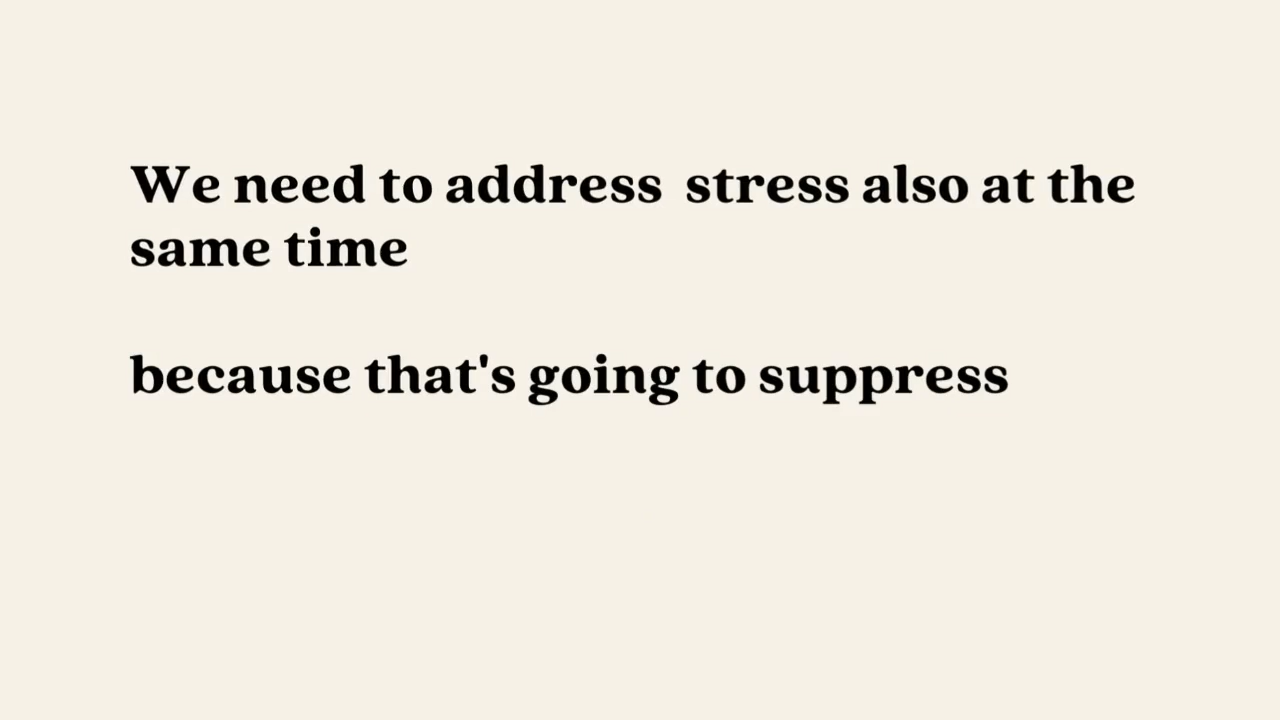 We need to address  stress also at the
same time
because that's going to suppress